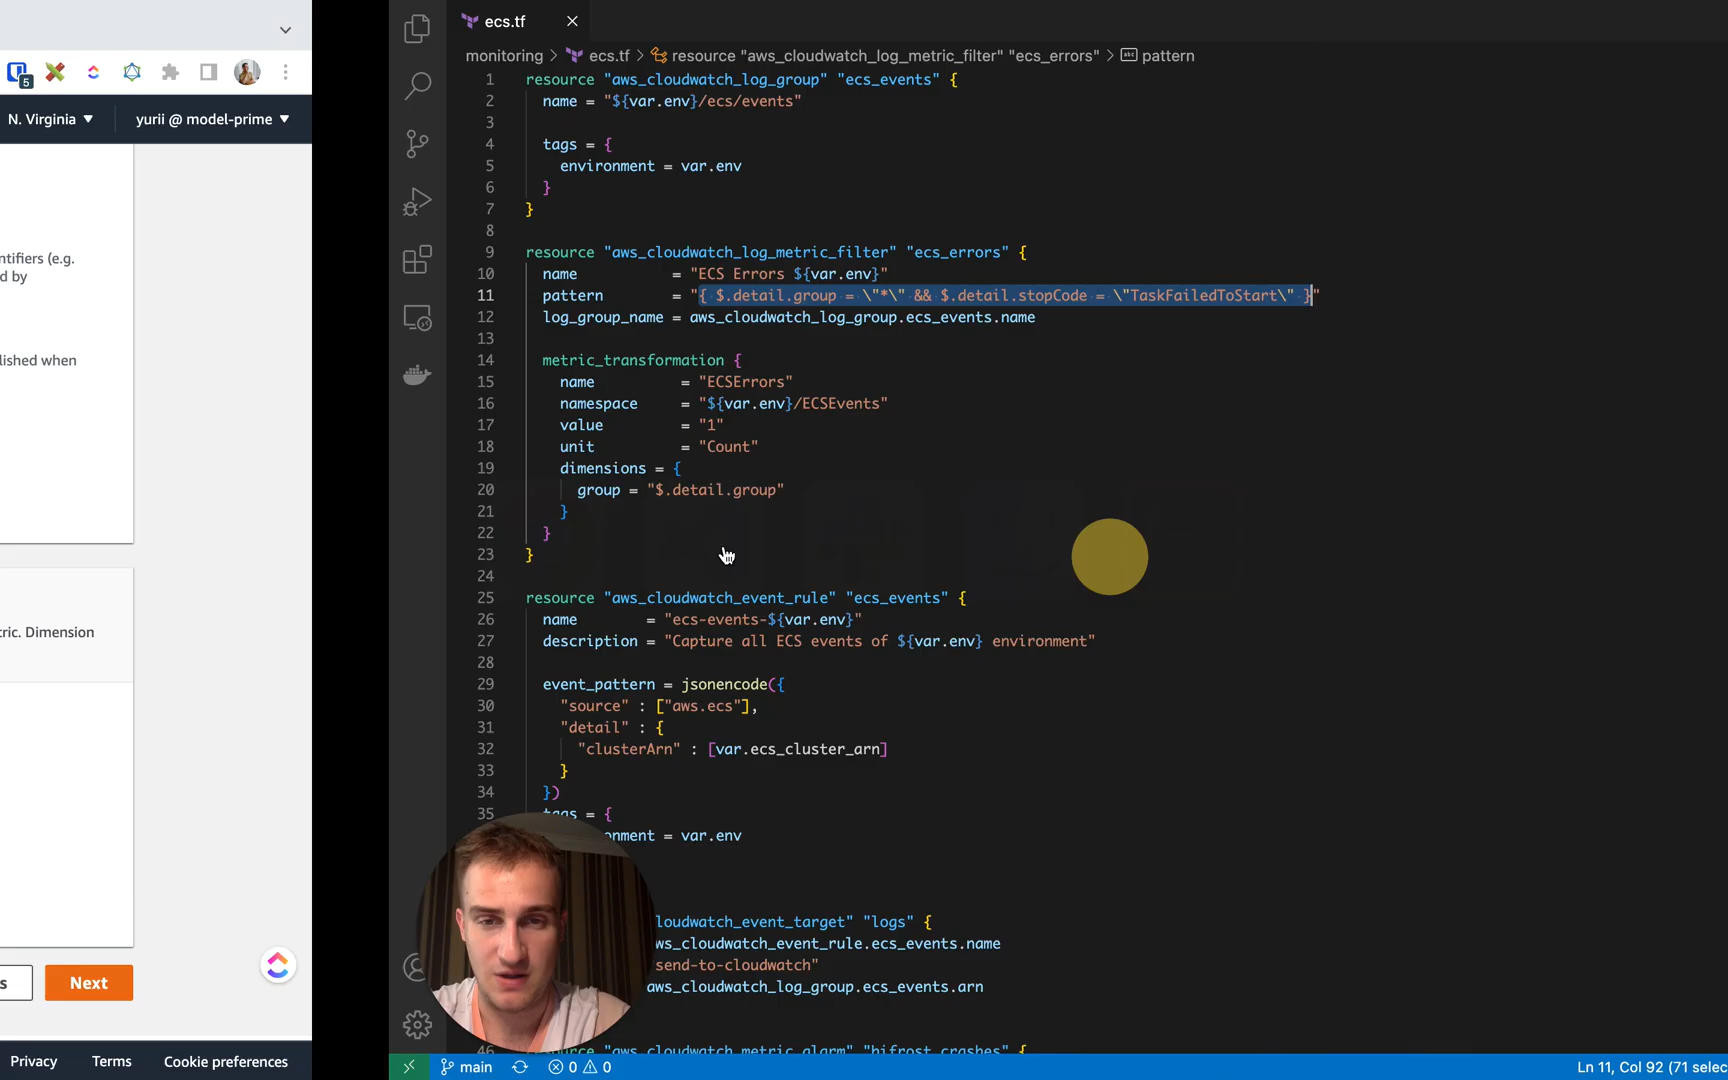 5
N. Virginia
yurii @ model-prime
ntifiers (e.g.
d by
lished when
ric. Dimension
s
Next
Privacy
Terms
Cookie preferences
ecs.tf
monitoring > ecs.tf > resource "aws_cloudwatch_log_metric_filter" "ecs_errors" > abc pattern
1 resource "aws_cloudwatch_log_group" "ecs_events" {
2 name = "${var.env}/ecs/events"
3
4 tags = {
5 environment = var.env
6 }
7 }
8
9 resource "aws_cloudwatch_log_metric_filter" "ecs_errors" {
10 name = "ECS Errors ${var.env}"
11 pattern = "{ $.detail.group = \"*\" && $.detail.stopCode = \"TaskFailedToStart\" }"
12 log_group_name = aws_cloudwatch_log_group.ecs_events.name
13
14 metric_transformation {
15 name = "ECSErrors"
16 namespace = "${var.env}/ECSEvents"
17 value = "1"
18 unit = "Count"
19 dimensions = {
20 group = "$.detail.group"
21 }
22 }
23 }
24
25 resource "aws_cloudwatch_event_rule" "ecs_events" {
26 name = "ecs-events-${var.env}"
27 description = "Capture all ECS events of ${var.env} environment"
28
29 event_pattern = jsonencode({
30 "source" : ["aws.ecs"],
31 "detail" : {
32 "clusterArn" : [var.ecs_cluster_arn]
33 }
34 })
35 tags = {
onment = var.env
loudwatch_event_target" "logs" {
ws_cloudwatch_event_rule.ecs_events.name
send-to-cloudwatch"
aws_cloudwatch_log_group.ecs_events.arn
46 resource "aws_cloudwatch_metric_alarm" "bifrost_crashes" {
main 0 0
Ln 11, Col 92 (71 selec